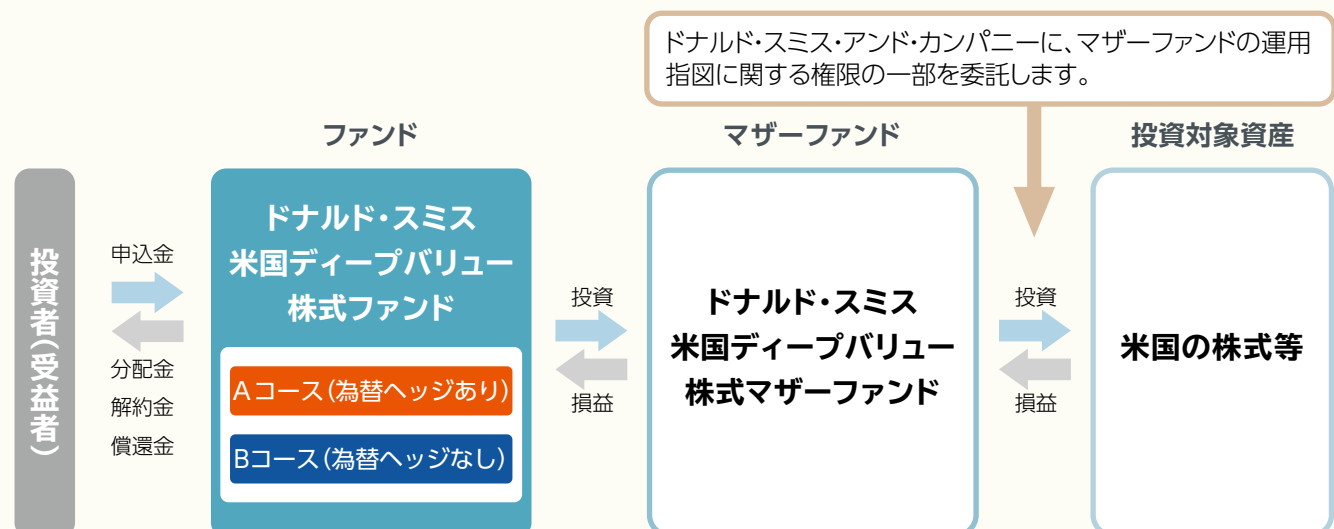 ドナルド・スミス・アンド・カンパニーに、マザーファンドの運用
指図に関する権限の一部を委託します。
ファンド
マザーファンド
投資対象資産
投資者(受益者)
申込金
分配金
解約金
償還金
ドナルド・スミス
米国ディープバリュー
株式ファンド
Aコース(為替ヘッジあり)
Bコース(為替ヘッジなし)
投資
損益
ドナルド・スミス
米国ディープバリュー
株式マザーファンド
投資
損益
米国の株式等